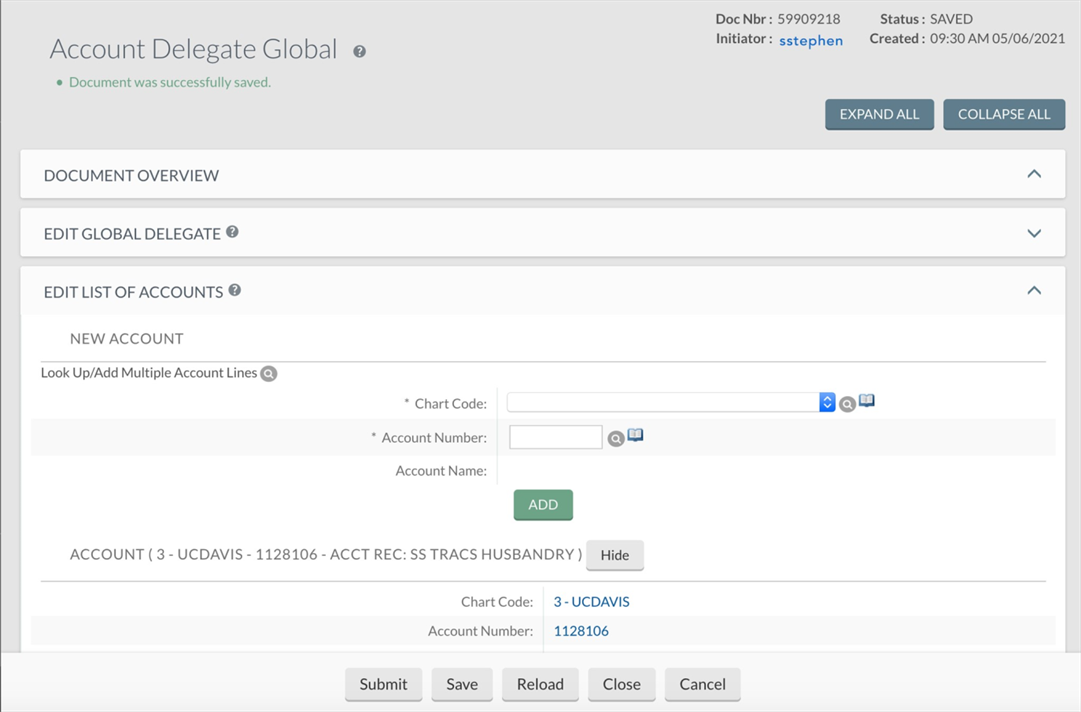 Doc Nbr : 59909218 Status : SAVED
Initiator : sstephen Created : 09:30 AM 05/06/2021
Account Delegate Global
Document was successfully saved.
EXPAND ALL COLLAPSE ALL
DOCUMENT OVERVIEW
EDIT GLOBAL DELEGATE
EDIT LIST OF ACCOUNTS
NEW ACCOUNT
Look Up/Add Multiple Account Lines
* Chart Code:
* Account Number:
Account Name:
ADD
ACCOUNT ( 3 - UCDAVIS - 1128106 - ACCT REC: SS TRACS HUSBANDRY ) Hide
Chart Code: 3 - UCDAVIS
Account Number: 1128106
Submit Save Reload Close Cancel